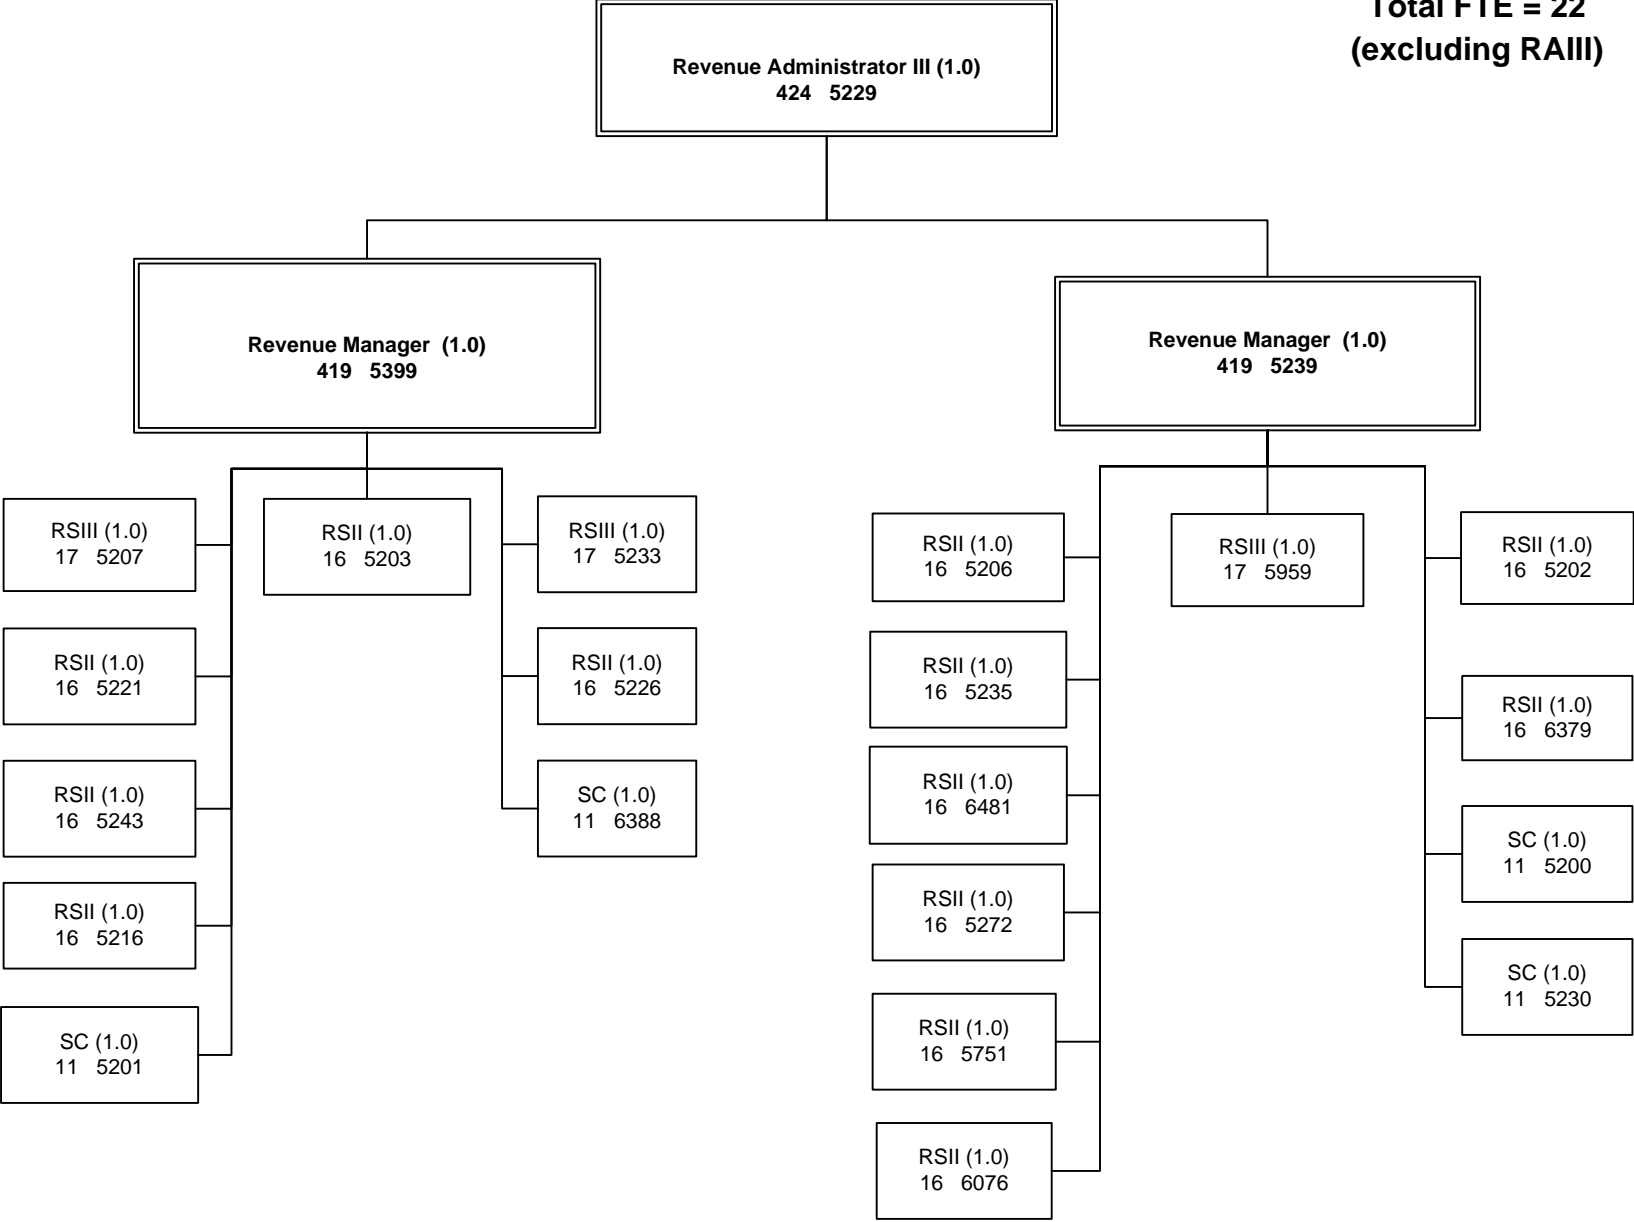 Total FTE = 22
(excluding RAIII)
Revenue Administrator III (1.0)
424 5229
Revenue Manager (1.0)
419 5399
Revenue Manager (1.0)
419 5239
RSIII (1.0)
17 5207
RSII (1.0)
16 5203
RSIII (1.0)
17 5233
RSII (1.0)
16 5221
RSII (1.0)
16 5226
RSII (1.0)
16 5243
SC (1.0)
11 6388
RSII (1.0)
16 5216
SC (1.0)
11 5201
RSII (1.0)
16 5206
RSIII (1.0)
17 5959
RSII (1.0)
16 5202
RSII (1.0)
16 5235
RSII (1.0)
16 6379
RSII (1.0)
16 6481
SC (1.0)
11 5200
RSII (1.0)
16 5272
SC (1.0)
11 5230
RSII (1.0)
16 5751
RSII (1.0)
16 6076